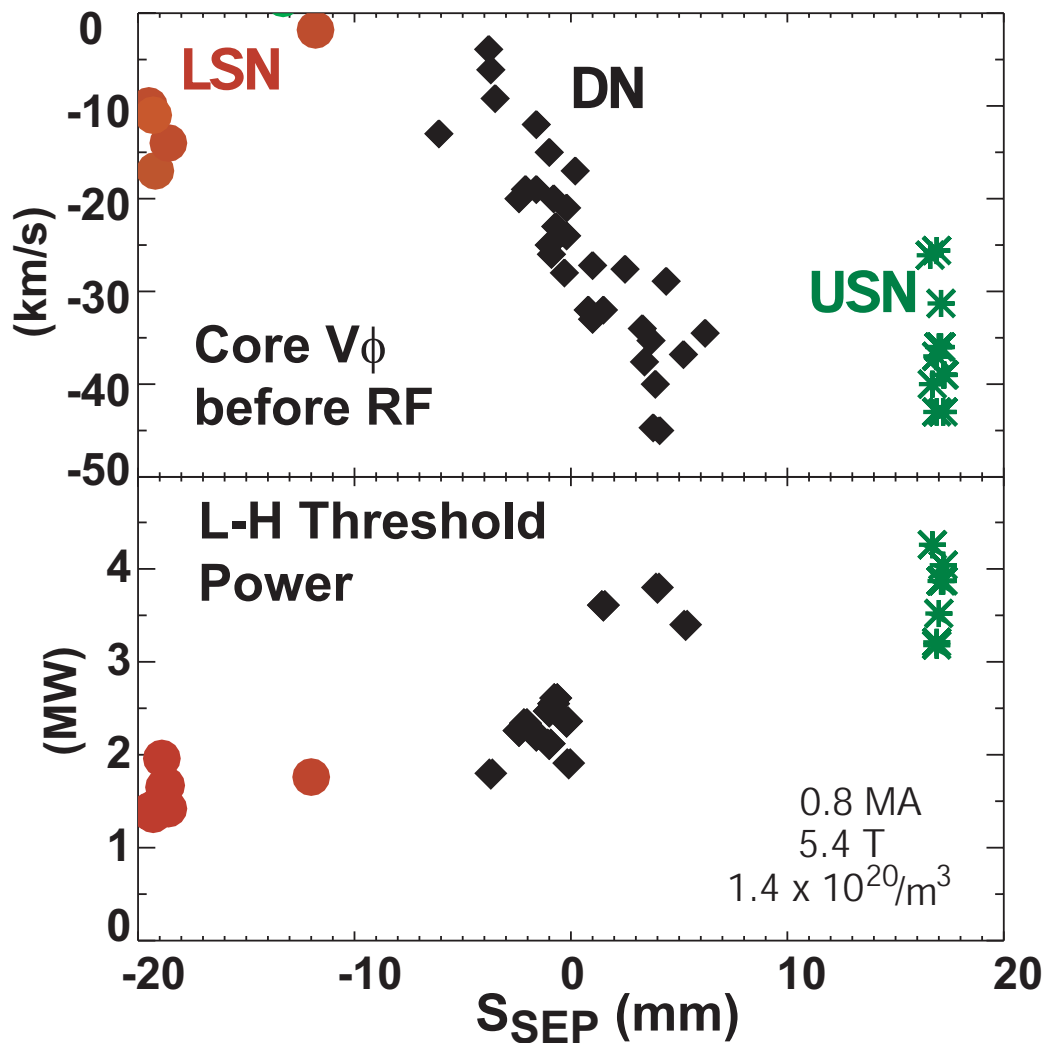 0
-10
-20
-30
-40
-50
(km/s)
LSN
DN
USN
Core Vϕ
before RF
L-H Threshold
Power
4
3
2
1
0
(MW)
0.8 MA
5.4 T
1.4 x 10²⁰/m³
-20 -10 0 10 20
S_SEP (mm)